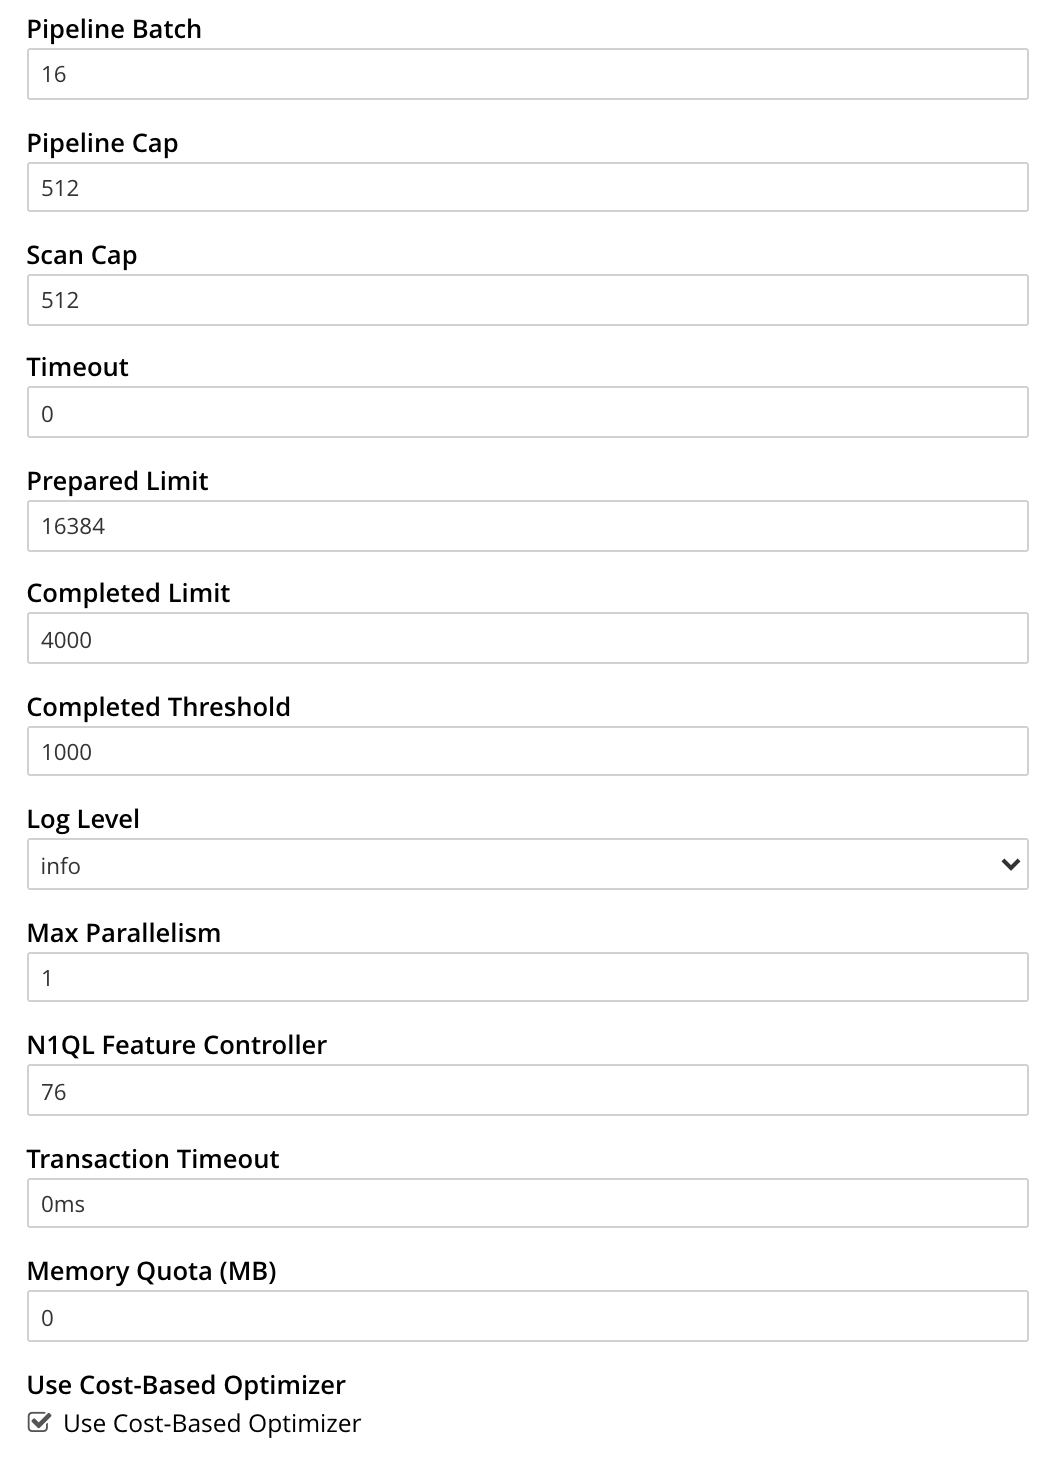 Pipeline Batch
16
Pipeline Cap
512
Scan Cap
512
Timeout
0
Prepared Limit
16384
Completed Limit
4000
Completed Threshold
1000
Log Level
info
Max Parallelism
1
N1QL Feature Controller
76
Transaction Timeout
0ms
Memory Quota (MB)
0
Use Cost-Based Optimizer
Use Cost-Based Optimizer